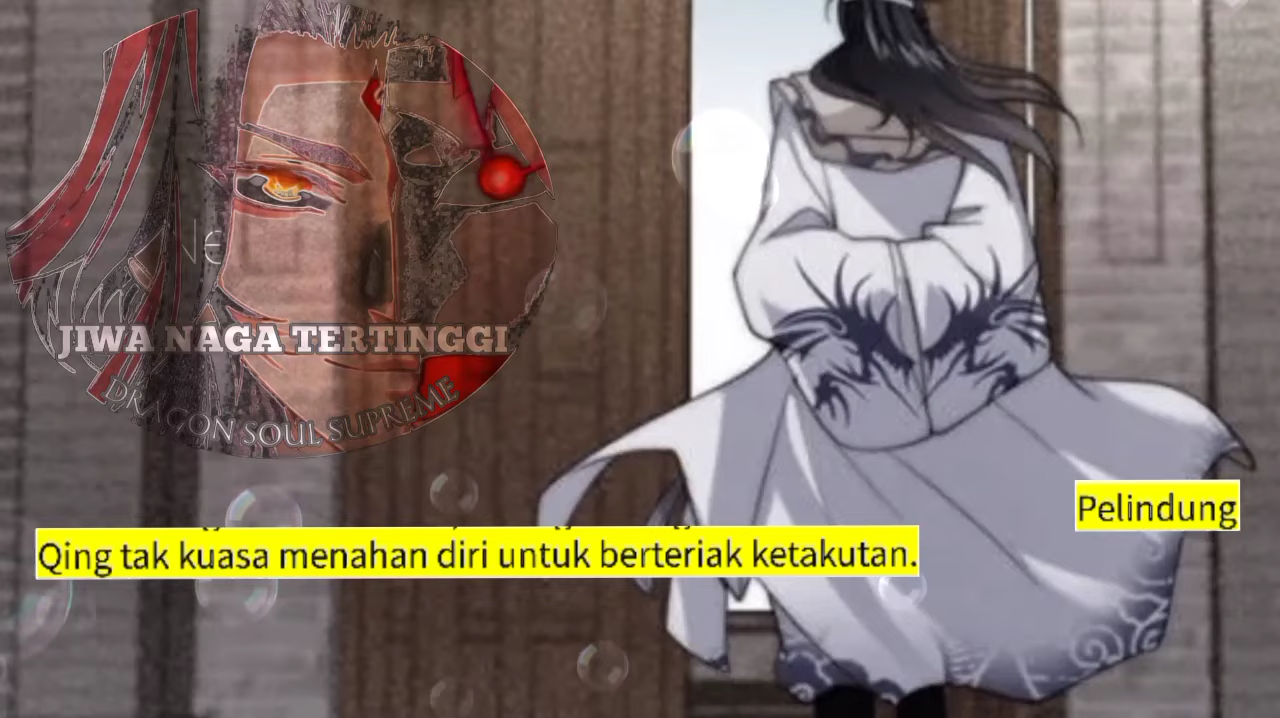 JIWA NAGA TERTINGGI
DRAGON SOUL SUPREME
Pelindung
Qing tak kuasa menahan diri untuk berteriak ketakutan.